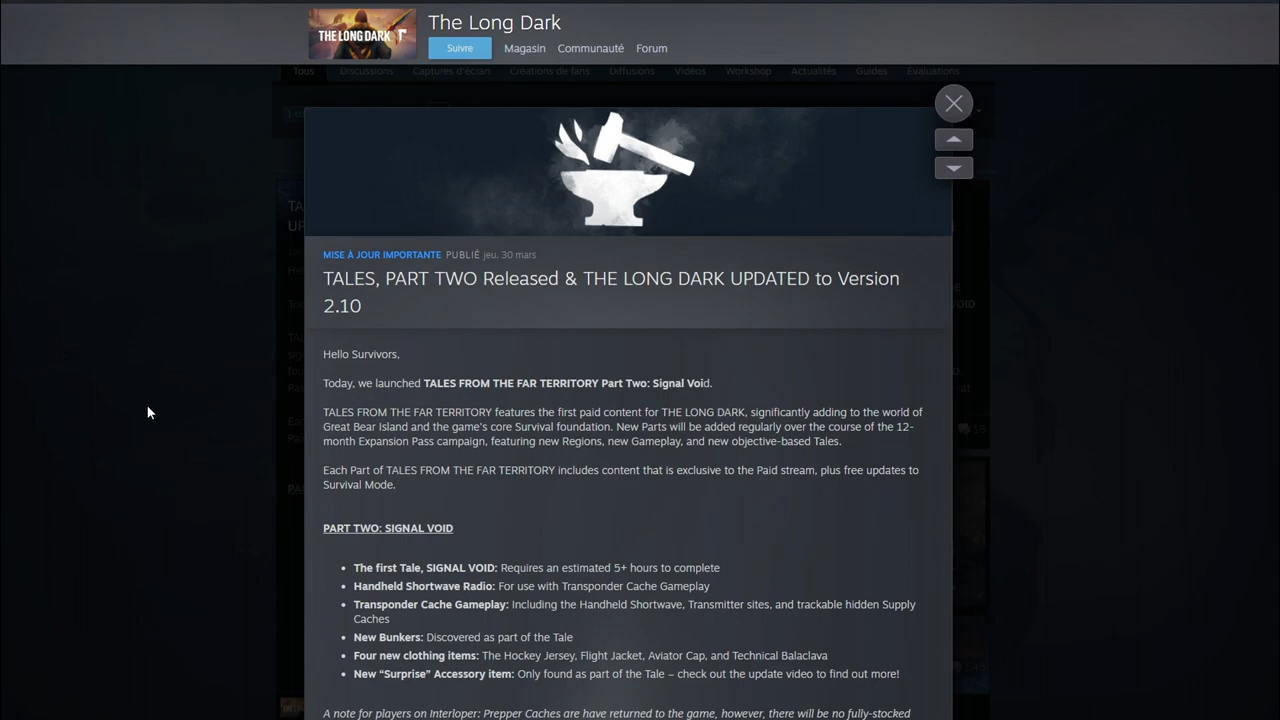 THE LONG DARK
The Long Dark
Suivre
Magasin
Communauté
Forum
Tous
Discussions
Captures d'écran
Créations de fans
Diffusions
Vidéos
Workshop
Actualités
Guides
Évaluations
MISE À JOUR IMPORTANTE PUBLIÉ jeu. 30 mars
TALES, PART TWO Released & THE LONG DARK UPDATED to Version
2.10
Hello Survivors,
Today, we launched TALES FROM THE FAR TERRITORY Part Two: Signal Void.
TALES FROM THE FAR TERRITORY features the first paid content for THE LONG DARK, significantly adding to the world of
Great Bear Island and the game's core Survival foundation. New Parts will be added regularly over the course of the 12-
month Expansion Pass campaign, featuring new Regions, new Gameplay, and new objective-based Tales.
Each Part of TALES FROM THE FAR TERRITORY includes content that is exclusive to the Paid stream, plus free updates to
Survival Mode.
PART TWO: SIGNAL VOID
• The first Tale, SIGNAL VOID: Requires an estimated 5+ hours to complete
• Handheld Shortwave Radio: For use with Transponder Cache Gameplay
• Transponder Cache Gameplay: Including the Handheld Shortwave, Transmitter sites, and trackable hidden Supply
Caches
• New Bunkers: Discovered as part of the Tale
• Four new clothing items: The Hockey Jersey, Flight Jacket, Aviator Cap, and Technical Balaclava
• New “Surprise” Accessory item: Only found as part of the Tale – check out the update video to find out more!
A note for players on Interloper: Prepper Caches are have returned to the game, however, there will be no fully-stocked